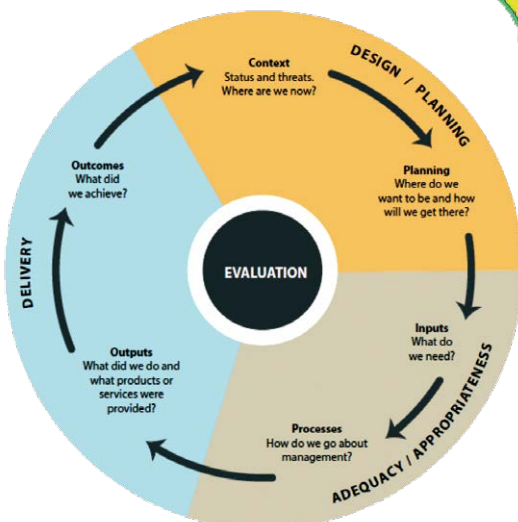 Context
Status and threats.
Where are we now?
DESIGN / PLANNING
Planning
Where do we
want to be and how
will we get there?
Inputs
What do
we need?
ADEQUACY / APPROPRIATENESS
Processes
How do we go about
management?
Outputs
What did we do and
what products or
services were
provided?
DELIVERY
Outcomes
What did
we achieve?
EVALUATION